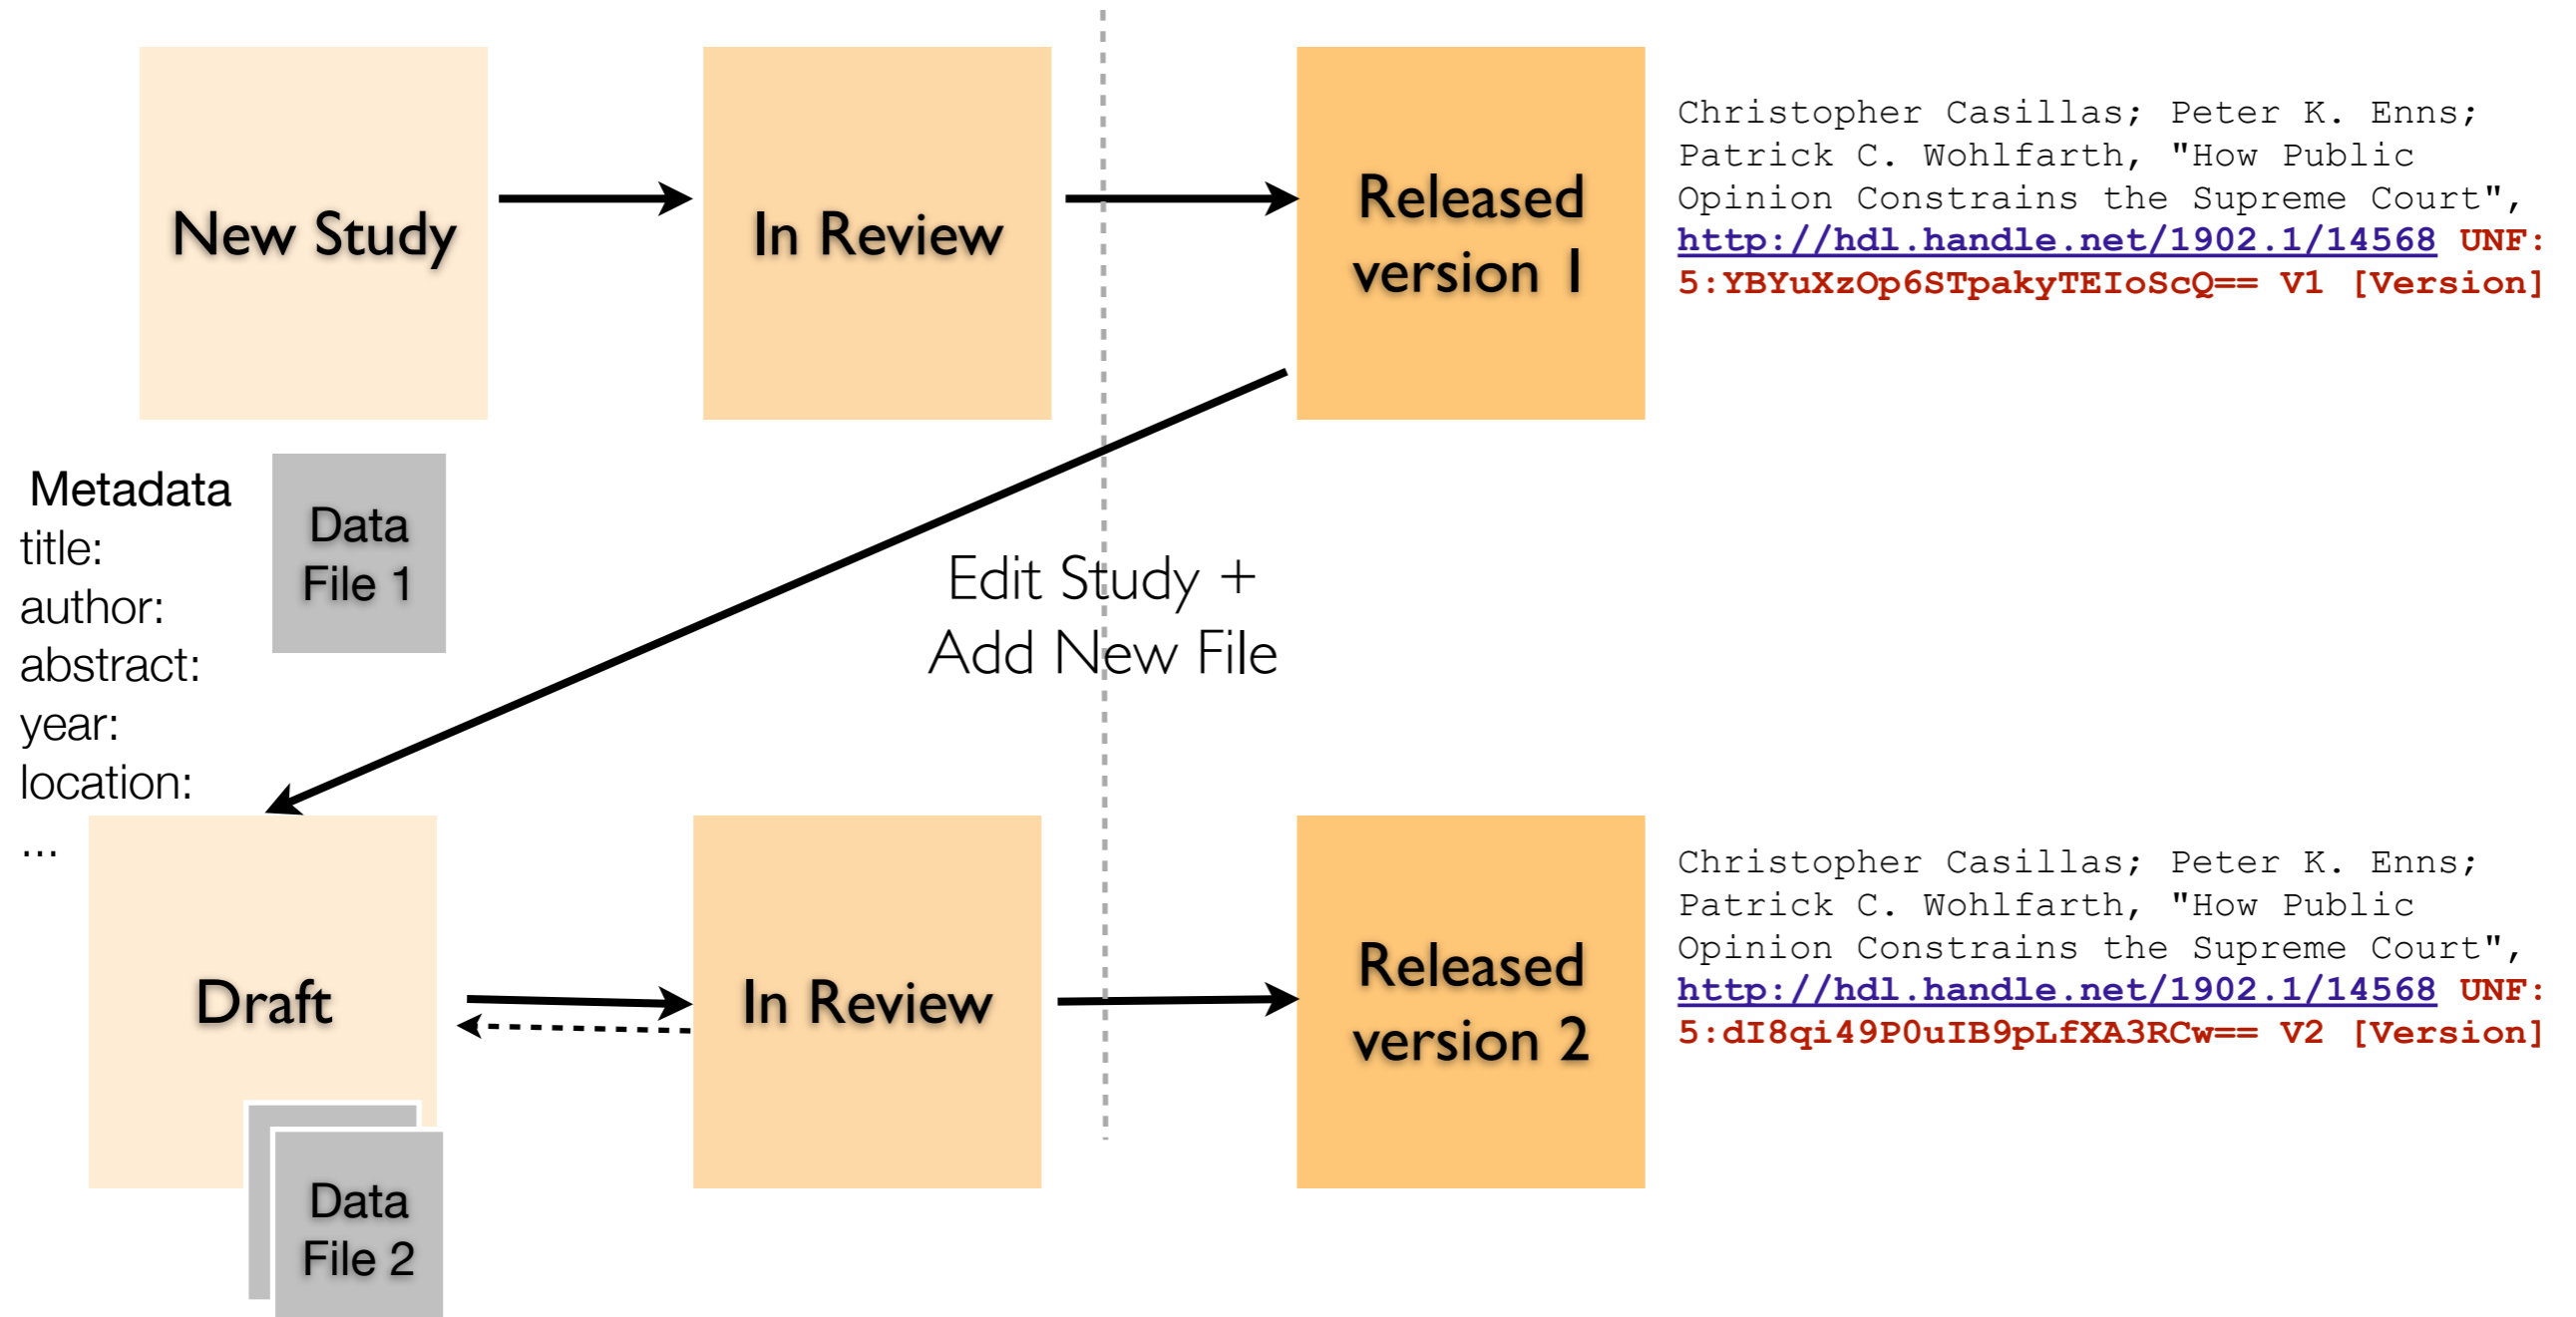 New Study
In Review
Released
version 1
Christopher Casillas; Peter K. Enns;
Patrick C. Wohlfarth, "How Public
Opinion Constrains the Supreme Court",
http://hdl.handle.net/1902.1/14568 UNF:
5:YBYuXzOp6STpakyTEIoScQ== V1 [Version]
Metadata
title:
author:
abstract:
year:
location:
...
Data
File 1
Edit Study +
Add New File
Draft
Data
File 2
In Review
Released
version 2
Christopher Casillas; Peter K. Enns;
Patrick C. Wohlfarth, "How Public
Opinion Constrains the Supreme Court",
http://hdl.handle.net/1902.1/14568 UNF:
5:dI8qi49P0uIB9pLfXA3RCw== V2 [Version]